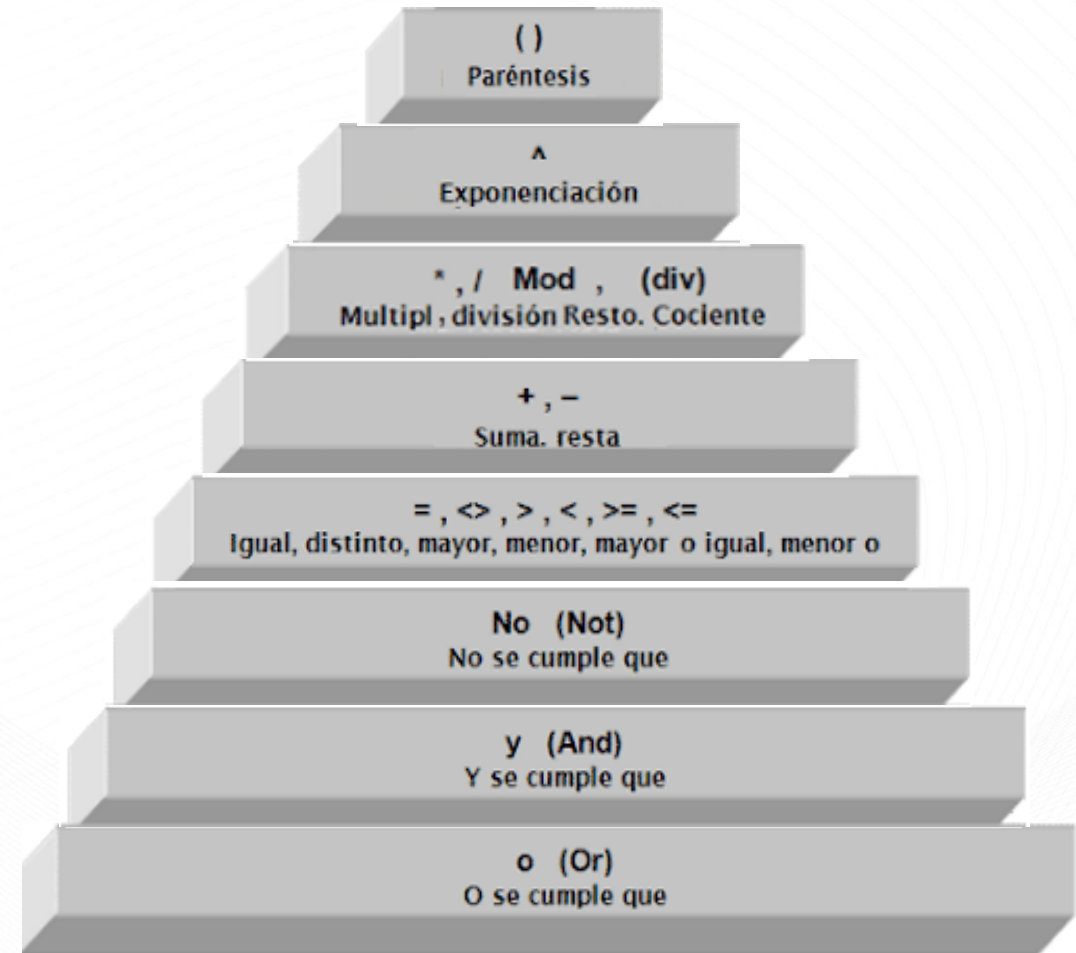 ( )
Paréntesis
^
Exponenciación
* , / Mod , (div)
Multipl , división Resto. Cociente
+ , –
Suma. resta
= , <> , > , < , >= , <=
Igual, distinto, mayor, menor, mayor o igual, menor o
No (Not)
No se cumple que
y (And)
Y se cumple que
o (Or)
O se cumple que